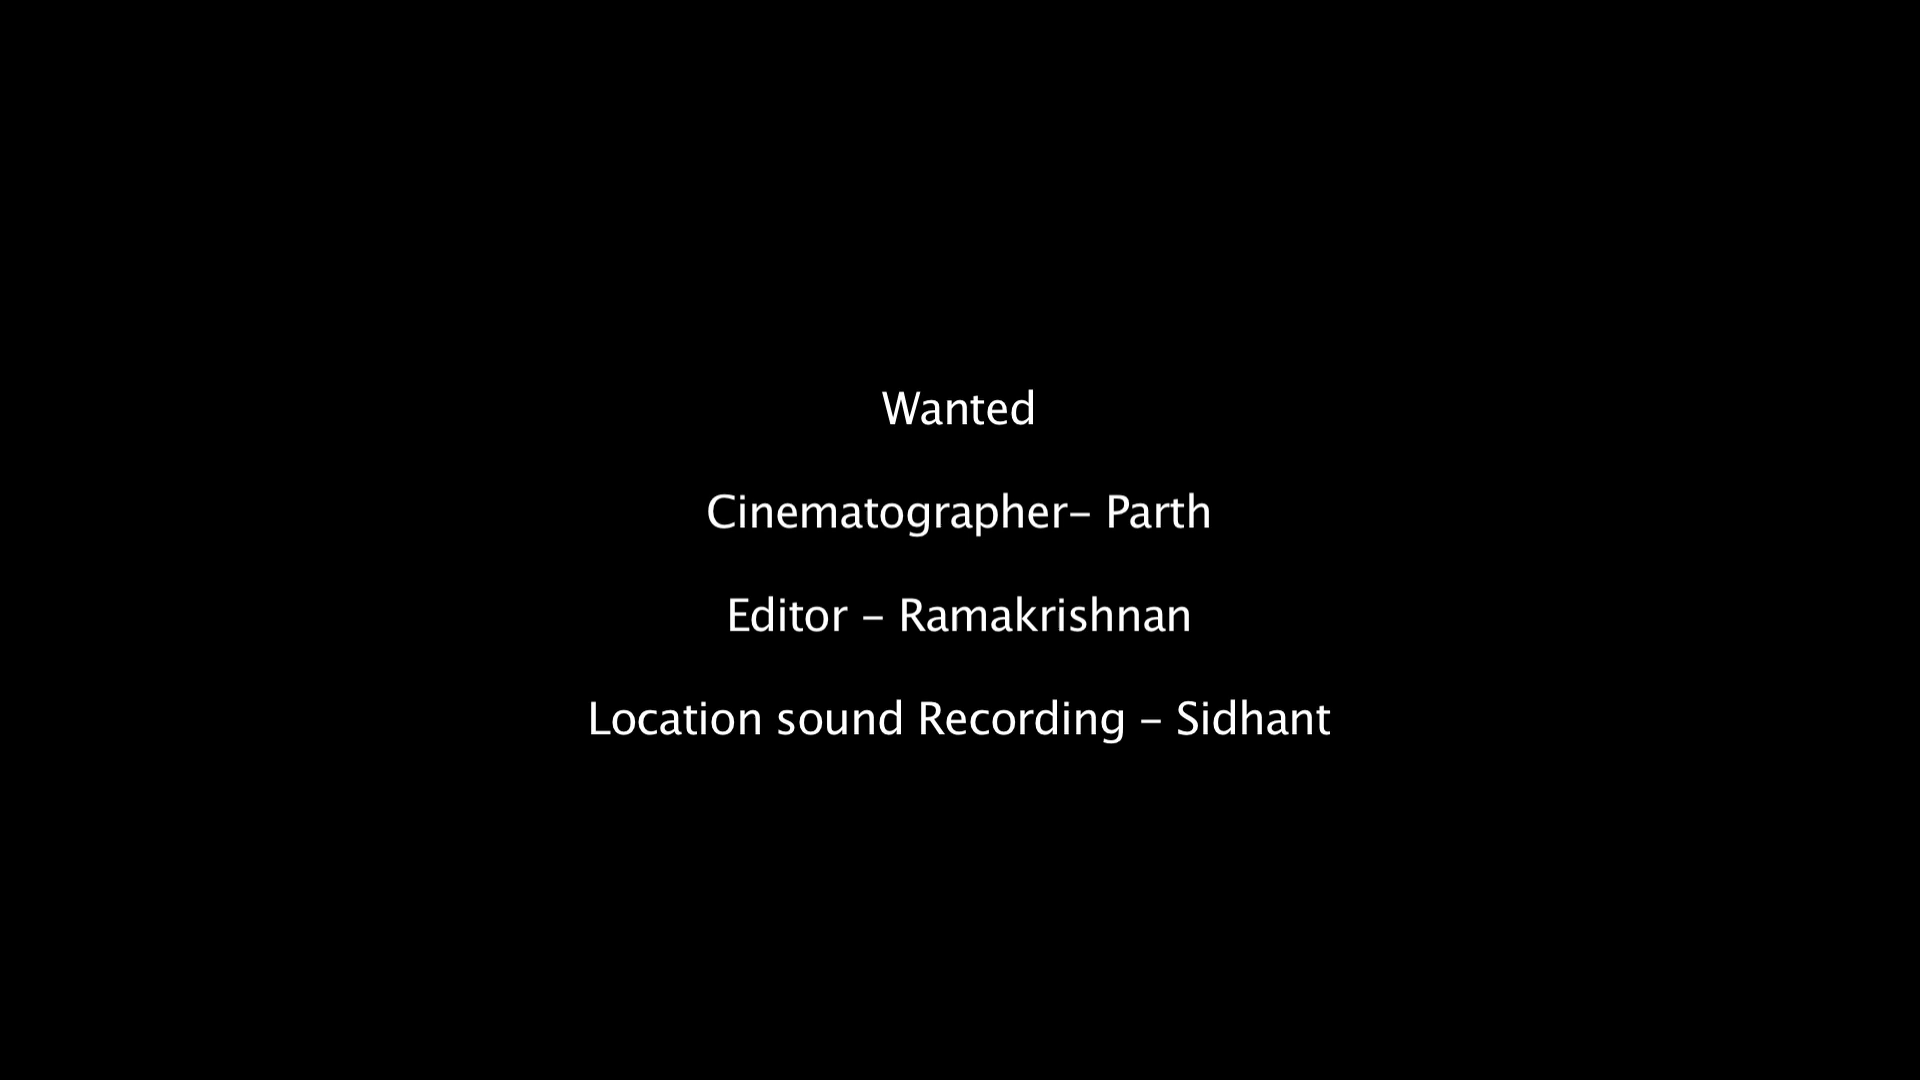 Wanted
Cinematographer- Parth
Editor - Ramakrishnan
Location sound Recording - Sidhant